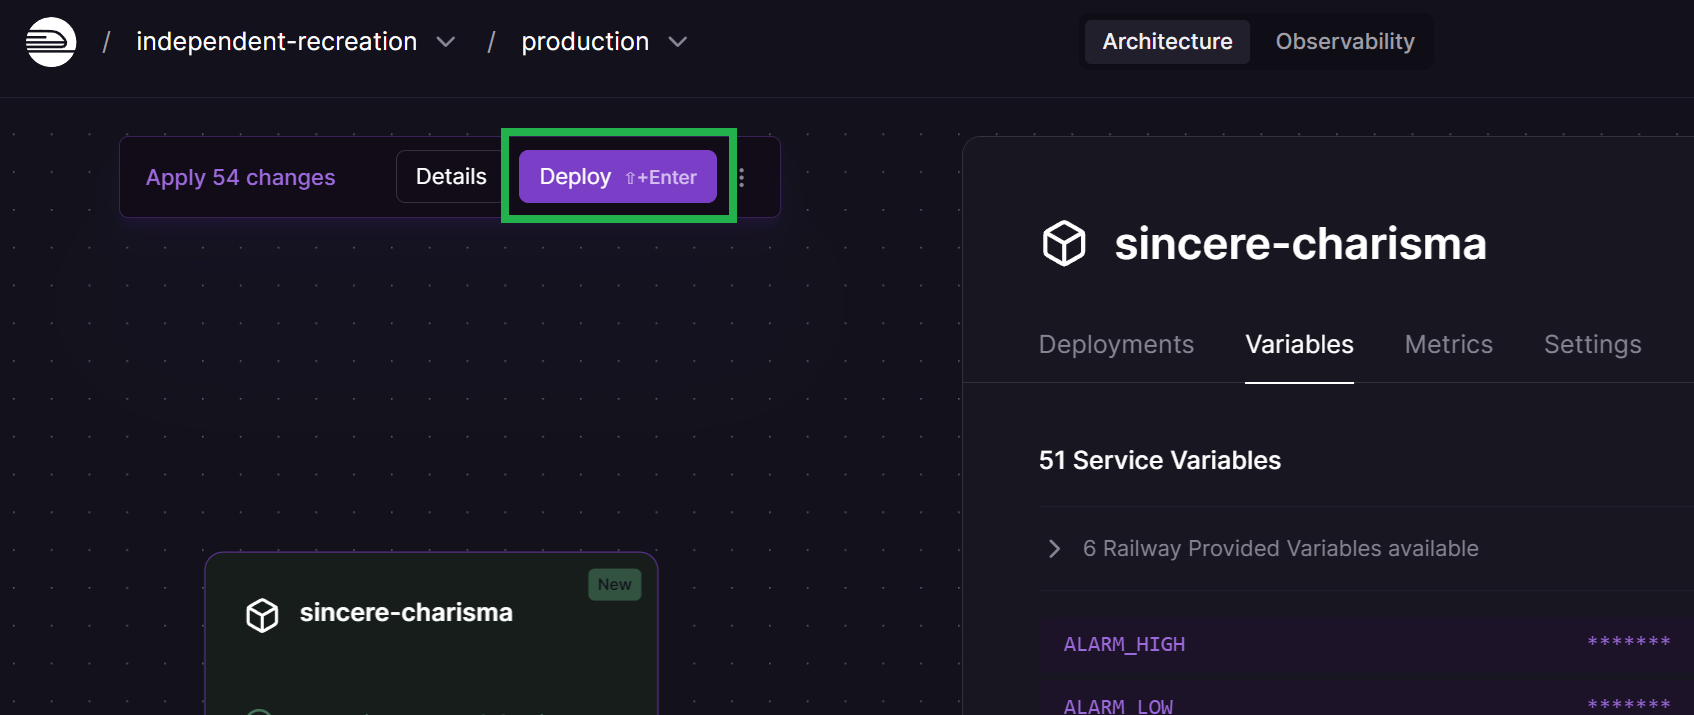 / independent-recreation / production
Architecture Observability
Apply 54 changes Details Deploy ⇧+Enter
sincere-charisma
Deployments Variables Metrics Settings
51 Service Variables
6 Railway Provided Variables available
New
sincere-charisma
ALARM_HIGH *******
ALARM_LOW *******